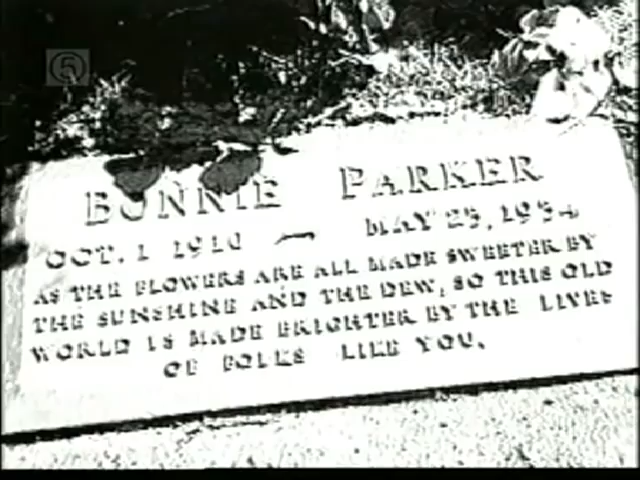 5
BONNIE PARKER
OCT. 1 1910 — MAY 23, 1934
AS THE FLOWERS ARE ALL MADE SWEETER BY
THE SUNSHINE AND THE DEW, SO THIS OLD
WORLD IS MADE BRIGHTER BY THE LIVES
OF FOLKS LIKE YOU.